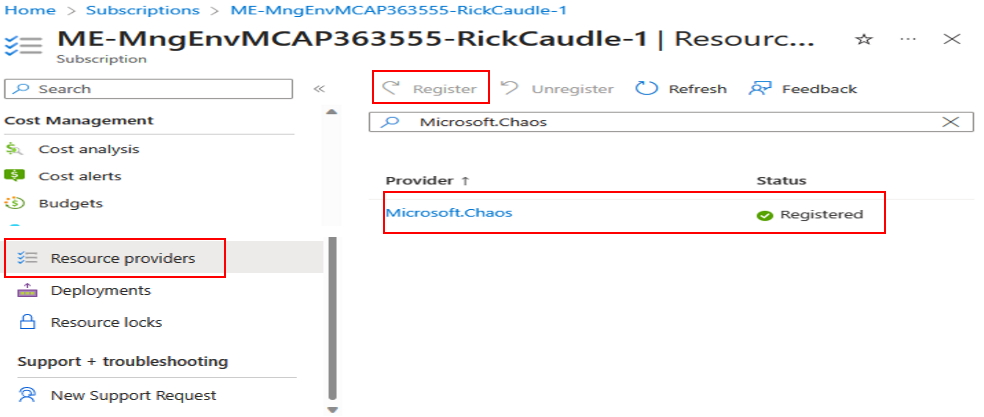 Home > Subscriptions > ME-MngEnvMCAP363555-RickCaudle-1
ME-MngEnvMCAP363555-RickCaudle-1 | Resourc...
Subscription
Search
«
Cost Management
Cost analysis
Cost alerts
Budgets
Resource providers
Deployments
Resource locks
Support + troubleshooting
New Support Request
Register Unregister Refresh Feedback
Microsoft.Chaos
Provider ↑ Status
Microsoft.Chaos Registered